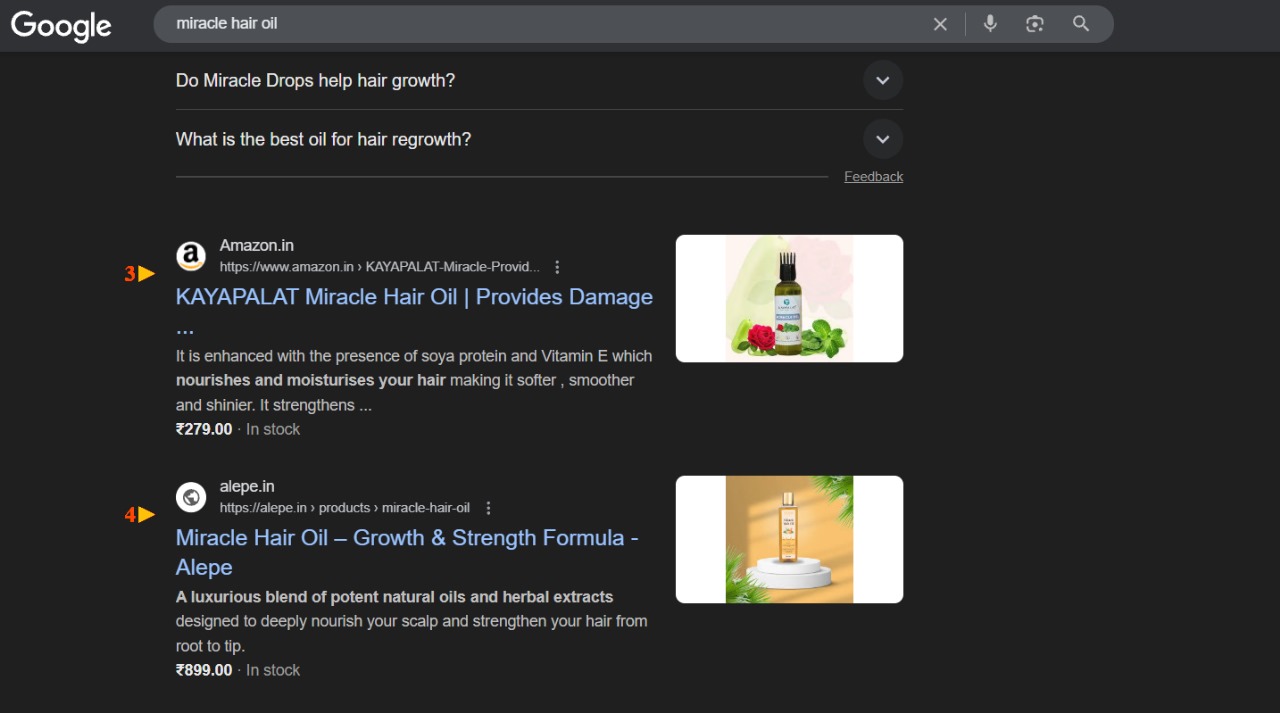 Google
miracle hair oil
Do Miracle Drops help hair growth?
What is the best oil for hair regrowth?
Feedback
Amazon.in
https://www.amazon.in › KAYAPALAT-Miracle-Provid...
3
KAYAPALAT Miracle Hair Oil | Provides Damage
...
It is enhanced with the presence of soya protein and Vitamin E which
nourishes and moisturises your hair making it softer , smoother
and shinier. It strengthens ...
₹279.00 · In stock
alepe.in
https://alepe.in › products › miracle-hair-oil
4
Miracle Hair Oil – Growth & Strength Formula -
Alepe
A luxurious blend of potent natural oils and herbal extracts
designed to deeply nourish your scalp and strengthen your hair from
root to tip.
₹899.00 · In stock